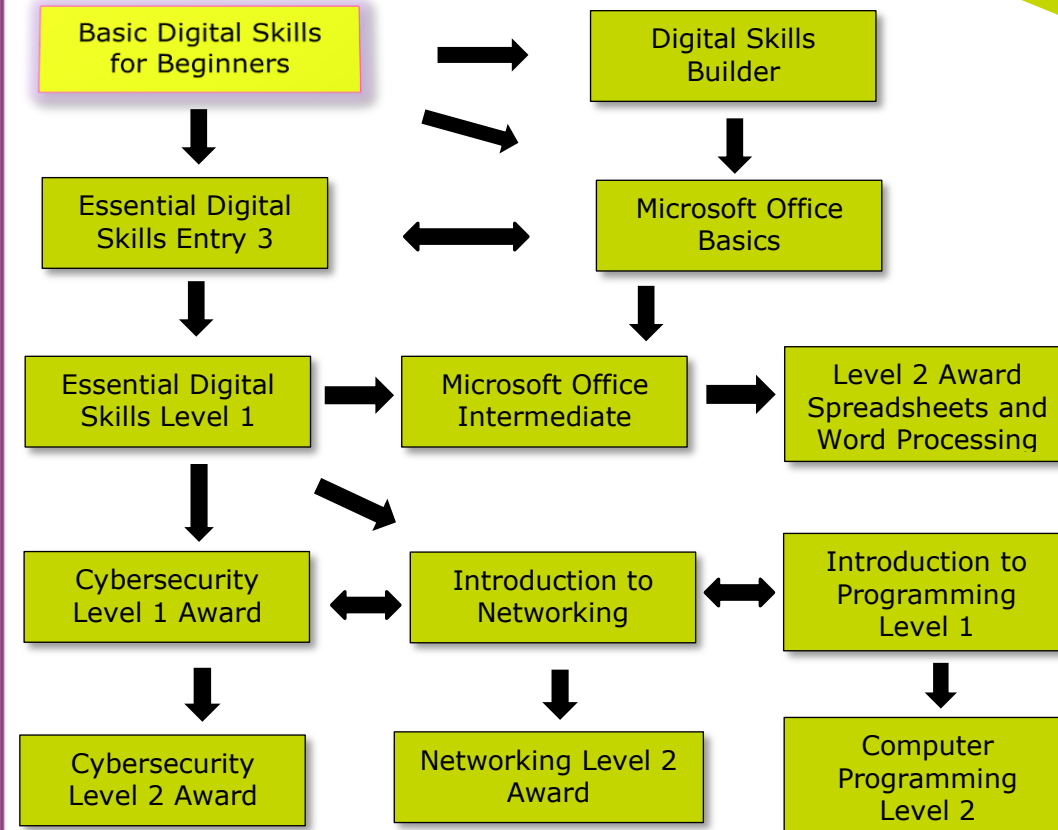 Basic Digital Skills
for Beginners
Digital Skills
Builder
Essential Digital
Skills Entry 3
Microsoft Office
Basics
Essential Digital
Skills Level 1
Microsoft Office
Intermediate
Level 2 Award
Spreadsheets and
Word Processing
Cybersecurity
Level 1 Award
Introduction to
Networking
Introduction to
Programming
Level 1
Cybersecurity
Level 2 Award
Networking Level 2
Award
Computer
Programming
Level 2